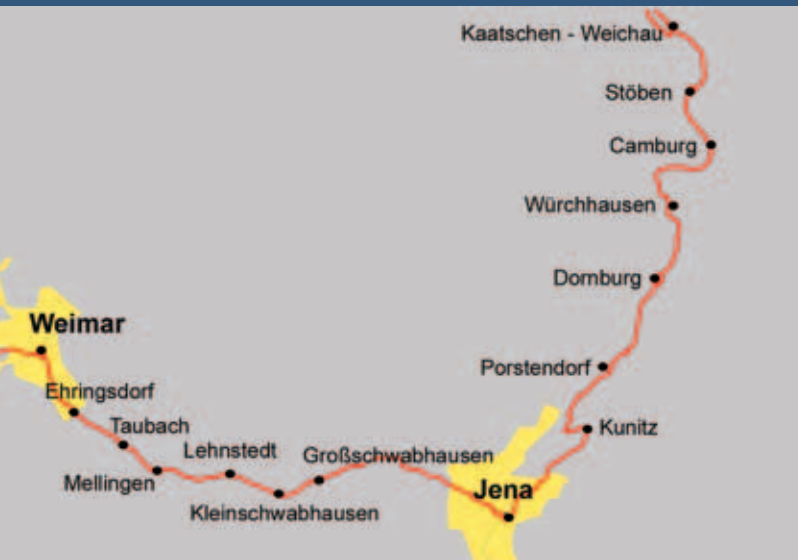 Kaatschen - Weichau
Stöben
Camburg
Würchhausen
Dornburg
Weimar
Porstendorf
Ehringsdorf
Taubach
Kunitz
Lehnstedt
Großschwabhausen
Mellingen
Jena
Kleinschwabhausen